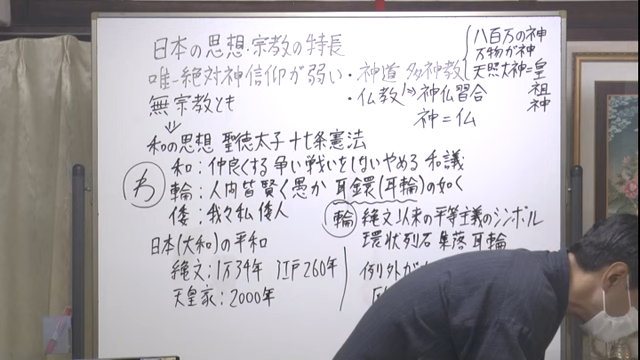 日本の思想・宗教の特長
唯一絶対神信仰が弱い・神道 多神教
八百万の神
万物が神
天照大神=皇祖神
無宗教とも
・仏教⇒神仏習合
神=仏
⇓
和の思想 聖徳太子 十七条憲法
わ
和:仲良くする 争い戦いをしない やめる 和議
輪:人内皆賢く愚か 耳鐶(耳輪)の如く
倭:我々私 倭人
輪 縄文以来の平等主義のシンボル
環状列石 集落 耳輪
日本(大和)の平和
縄文:1万34年 江戸260年
天皇家:2000年
例外が